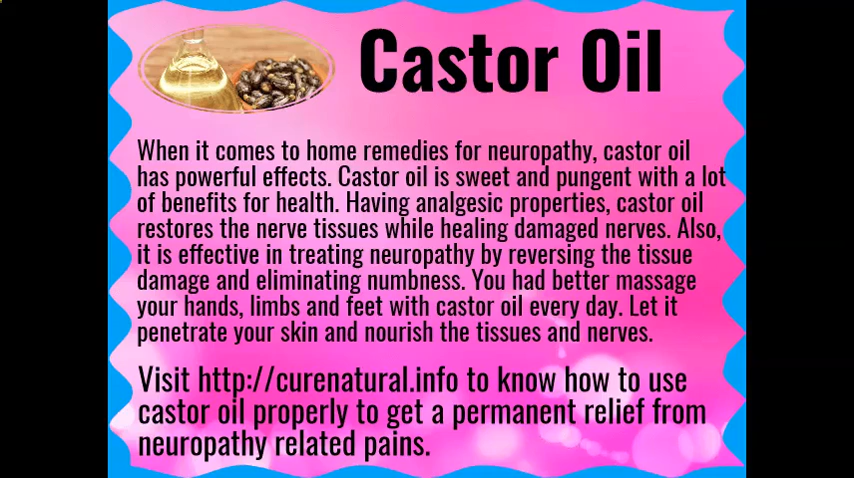 Castor Oil
When it comes to home remedies for neuropathy, castor oil
has powerful effects. Castor oil is sweet and pungent with a lot
of benefits for health. Having analgesic properties, castor oil
restores the nerve tissues while healing damaged nerves. Also,
it is effective in treating neuropathy by reversing the tissue
damage and eliminating numbness. You had better massage
your hands, limbs and feet with castor oil every day. Let it
penetrate your skin and nourish the tissues and nerves.
Visit http://curenatural.info to know how to use
castor oil properly to get a permanent relief from
neuropathy related pains.